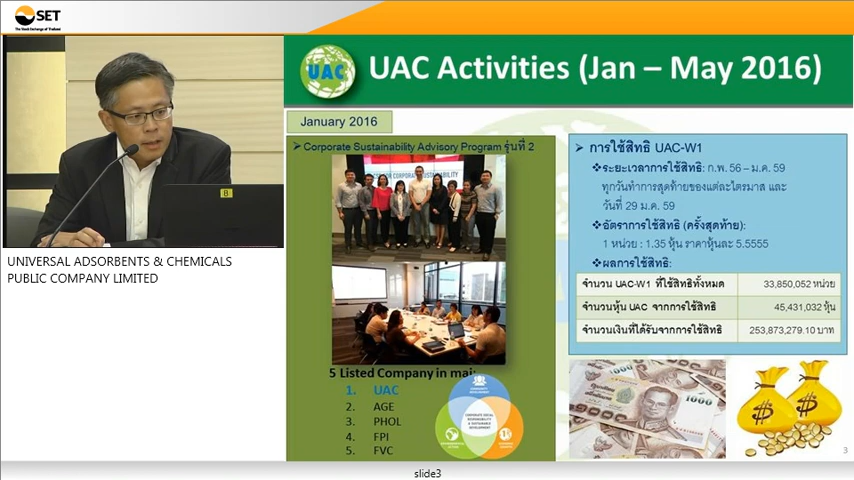 SET
The Stock Exchange of Thailand
UAC
UAC Activities (Jan – May 2016)
January 2016
Corporate Sustainability Advisory Program รุ่นที่ 2
FOR CORPORATE SUSTAINABILITY
5 Listed Company in mai:
1. UAC
2. AGE
3. PHOL
4. FPI
5. FVC
การใช้สิทธิ UAC-W1
ระยะเวลาการใช้สิทธิ: ก.พ. 56 – ม.ค. 59
ทุกวันทำการสุดท้ายของแต่ละไตรมาส และ
วันที่ 29 ม.ค. 59
อัตราการใช้สิทธิ (ครั้งสุดท้าย):
1 หน่วย : 1.35 หุ้น ราคาหุ้นละ 5.5555
ผลการใช้สิทธิ:
จำนวน UAC-W1 ที่ใช้สิทธิทั้งหมด 33,850,052 หน่วย
จำนวนหุ้น UAC จากการใช้สิทธิ 45,431,032 หุ้น
จำนวนเงินที่ได้รับจากการใช้สิทธิ 253,873,279.10 บาท
1000
3
UNIVERSAL ADSORBENTS & CHEMICALS
PUBLIC COMPANY LIMITED
slide3